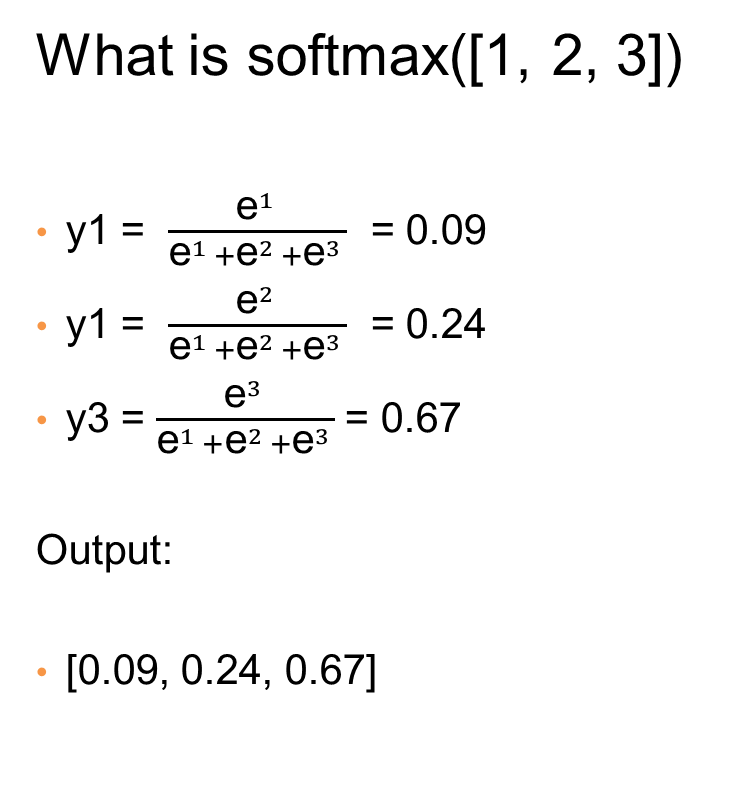 What is softmax([1, 2, 3])
• y1 = e¹ / (e¹ +e² +e³) = 0.09
• y1 = e² / (e¹ +e² +e³) = 0.24
• y3 = e³ / (e¹ +e² +e³) = 0.67
Output:
• [0.09, 0.24, 0.67]